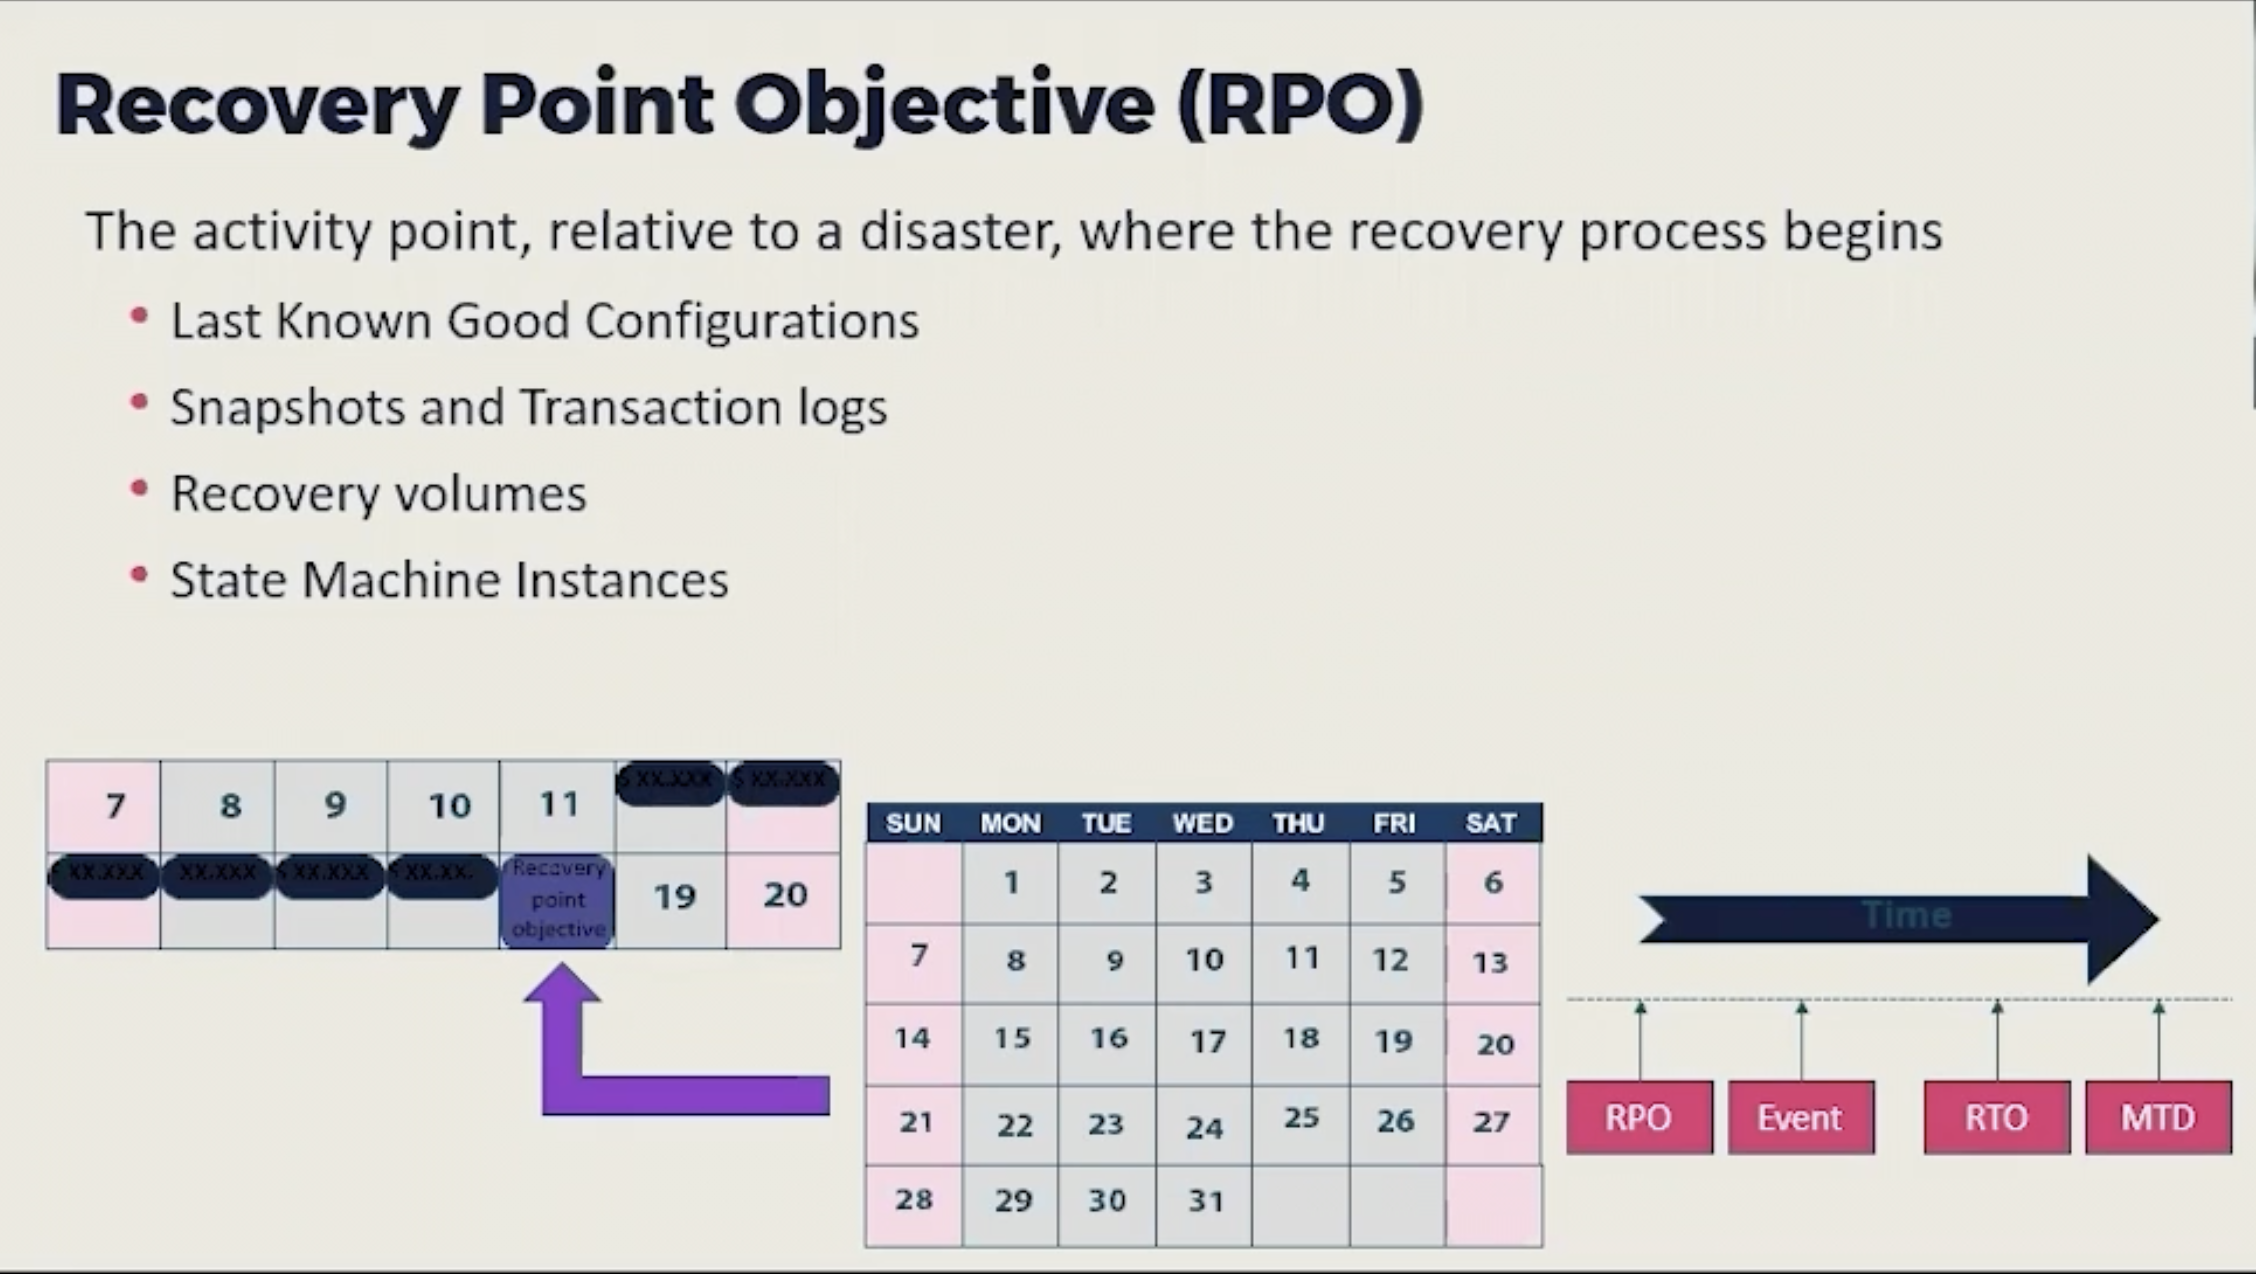 Recovery Point Objective (RPO)
The activity point, relative to a disaster, where the recovery process begins
• Last Known Good Configurations
• Snapshots and Transaction logs
• Recovery volumes
• State Machine Instances
7 8 9 10 11 $ XX.XXX $ XX.XXX
XX.XXX XX.XXX $ XX.XXX $ XX.XX. Recovery
point
objective 19 20
SUN MON TUE WED THU FRI SAT
1 2 3 4 5 6
7 8 9 10 11 12 13
14 15 16 17 18 19 20
21 22 23 24 25 26 27
28 29 30 31
Time
RPO Event RTO MTD